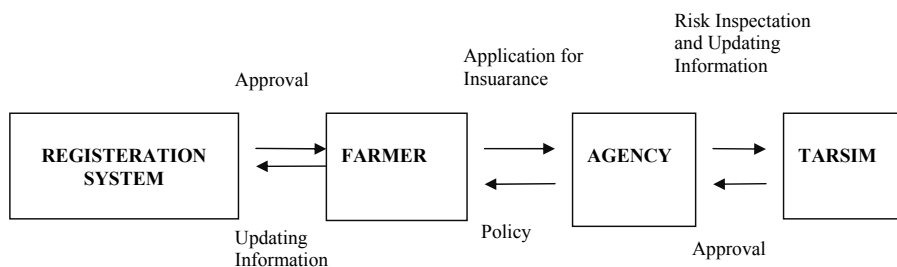 Risk Inspectation
and Updating
Information
Application for
Insuarance
Approval
REGISTERATION
SYSTEM
FARMER
AGENCY
TARSIM
Updating
Information
Policy
Approval